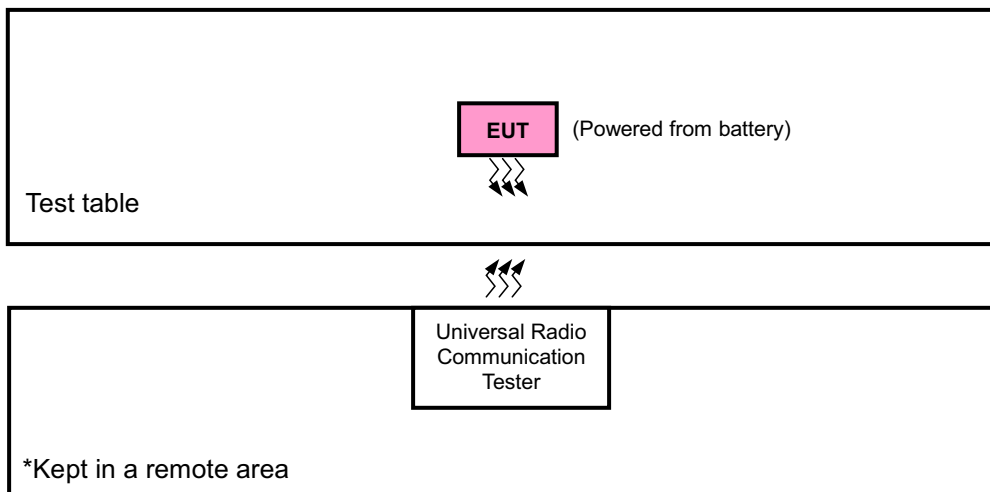 EUT
(Powered from battery)
Test table
Universal Radio
Communication
Tester
*Kept in a remote area